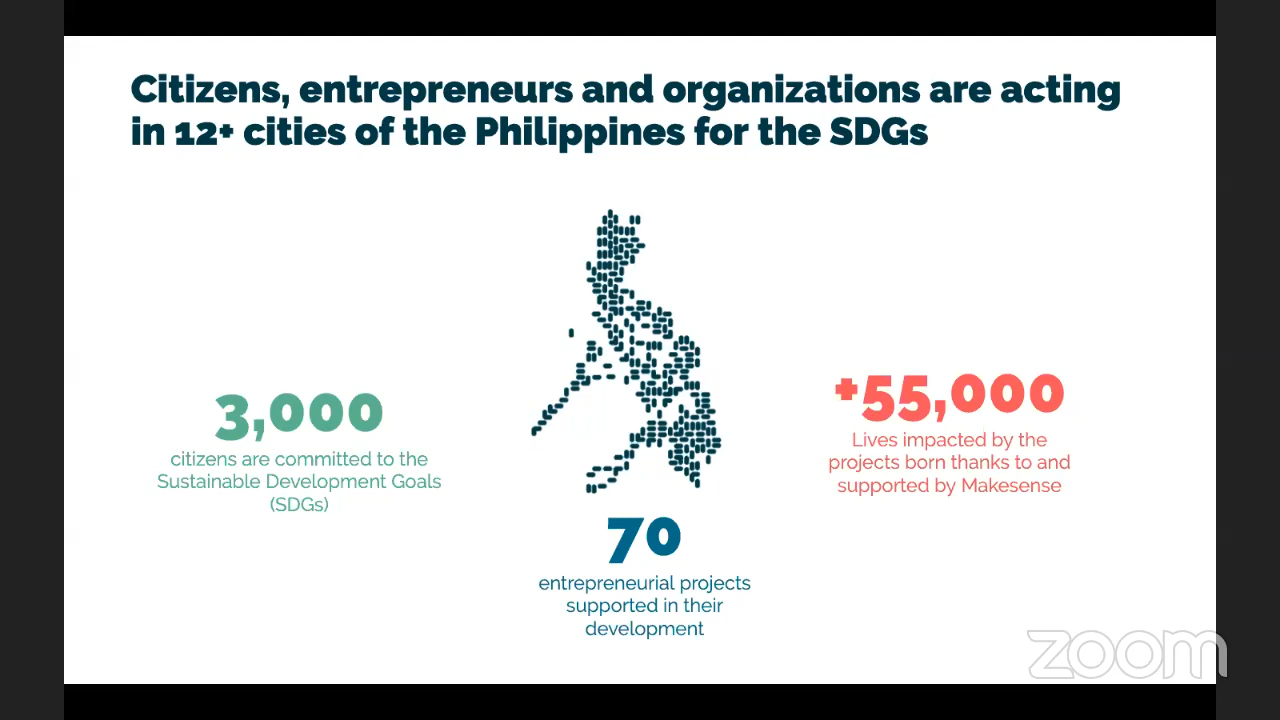 Citizens, entrepreneurs and organizations are acting
in 12+ cities of the Philippines for the SDGs
3,000
citizens are committed to the
Sustainable Development Goals
(SDGs)
70
entrepreneurial projects
supported in their
development
+55,000
Lives impacted by the
projects born thanks to and
supported by Makesense
zoom